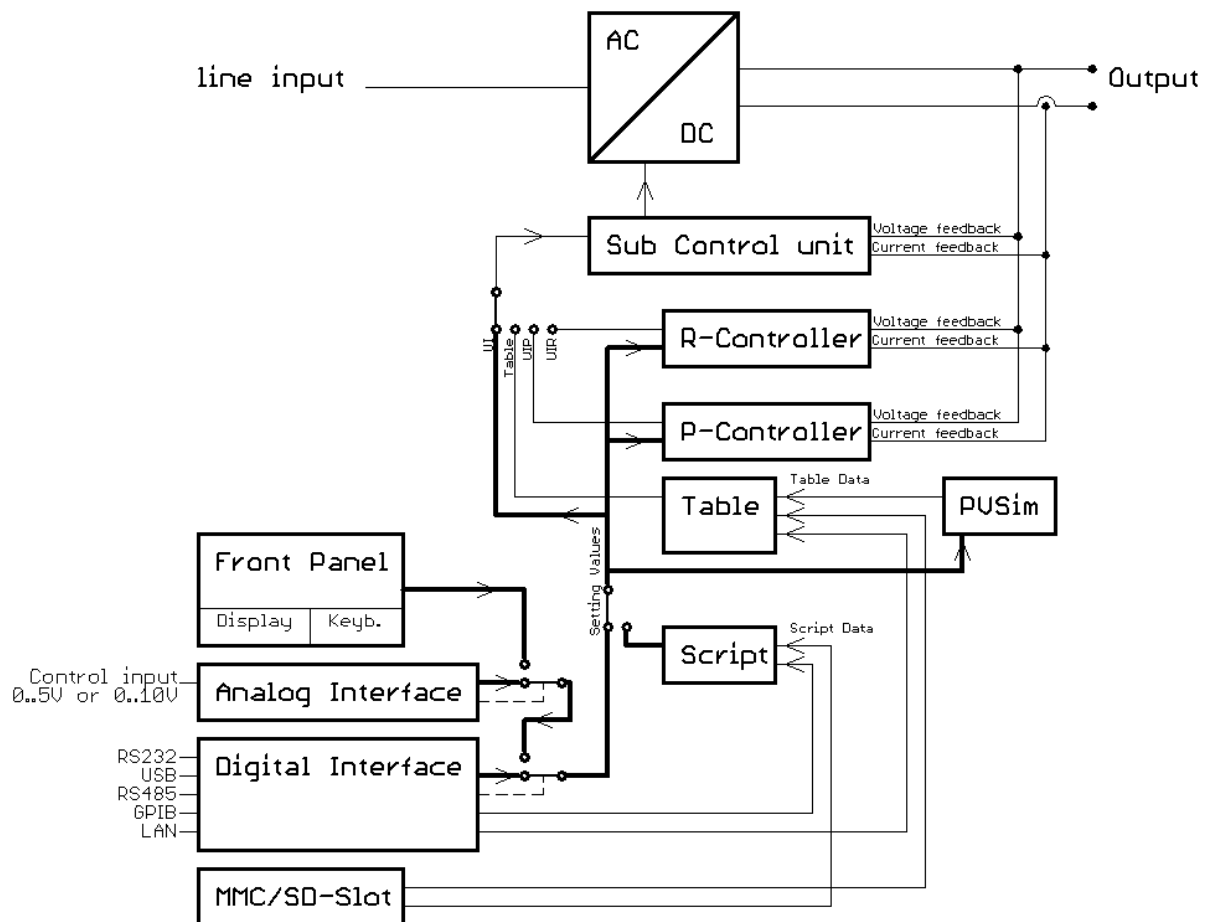 AC
line input
Output
DC
Voltage feedback
Sub Control unit
Current feedback
UI
Table
UIP
UIR
Voltage feedback
R-Controller
Current feedback
Voltage feedback
P-Controller
Current feedback
Table Data
Table
PVSim
Setting Values
Front Panel
Display
Keyb.
Script Data
Script
Control input
0..5V or 0..10V
Analog Interface
RS232
USB
RS485
GPIB
LAN
Digital Interface
MMC/SD-Slot